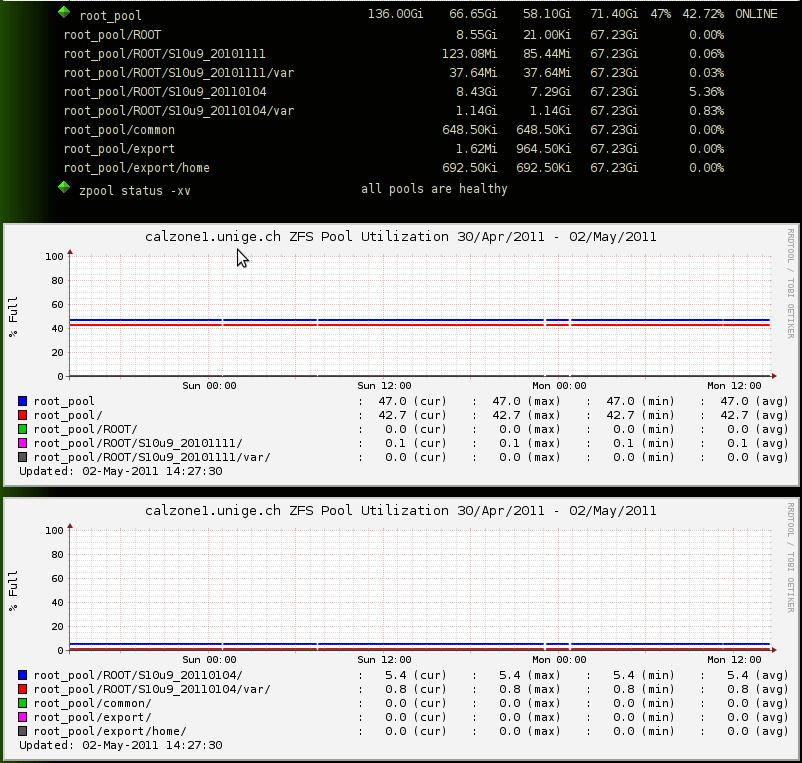 root_pool 136.00Gi 66.65Gi 58.10Gi 71.40Gi 47% 42.72% ONLINE
root_pool/ROOT 8.55Gi 21.00Ki 67.23Gi 0.00%
root_pool/ROOT/S10u9_20101111 123.08Mi 85.44Mi 67.23Gi 0.06%
root_pool/ROOT/S10u9_20101111/var 37.64Mi 37.64Mi 67.23Gi 0.03%
root_pool/ROOT/S10u9_20110104 8.43Gi 7.29Gi 67.23Gi 5.36%
root_pool/ROOT/S10u9_20110104/var 1.14Gi 1.14Gi 67.23Gi 0.83%
root_pool/common 648.50Ki 648.50Ki 67.23Gi 0.00%
root_pool/export 1.62Mi 964.50Ki 67.23Gi 0.00%
root_pool/export/home 692.50Ki 692.50Ki 67.23Gi 0.00%
zpool status -xv all pools are healthy
calzone1.unige.ch ZFS Pool Utilization 30/Apr/2011 - 02/May/2011
RRDTOOL / TOBI OETIKER
% Full
100
80
60
40
20
0
Sun 00:00 Sun 12:00 Mon 00:00 Mon 12:00
root_pool : 47.0 (cur) : 47.0 (max) : 47.0 (min) : 47.0 (avg)
root_pool/ : 42.7 (cur) : 42.7 (max) : 42.7 (min) : 42.7 (avg)
root_pool/ROOT/ : 0.0 (cur) : 0.0 (max) : 0.0 (min) : 0.0 (avg)
root_pool/ROOT/S10u9_20101111/ : 0.1 (cur) : 0.1 (max) : 0.1 (min) : 0.1 (avg)
root_pool/ROOT/S10u9_20101111/var/ : 0.0 (cur) : 0.0 (max) : 0.0 (min) : 0.0 (avg)
Updated: 02-May-2011 14:27:30
calzone1.unige.ch ZFS Pool Utilization 30/Apr/2011 - 02/May/2011
RRDTOOL / TOBI OETIKER
% Full
100
80
60
40
20
0
Sun 00:00 Sun 12:00 Mon 00:00 Mon 12:00
root_pool/ROOT/S10u9_20110104/ : 5.4 (cur) : 5.4 (max) : 5.4 (min) : 5.4 (avg)
root_pool/ROOT/S10u9_20110104/var/ : 0.8 (cur) : 0.8 (max) : 0.8 (min) : 0.8 (avg)
root_pool/common/ : 0.0 (cur) : 0.0 (max) : 0.0 (min) : 0.0 (avg)
root_pool/export/ : 0.0 (cur) : 0.0 (max) : 0.0 (min) : 0.0 (avg)
root_pool/export/home/ : 0.0 (cur) : 0.0 (max) : 0.0 (min) : 0.0 (avg)
Updated: 02-May-2011 14:27:30